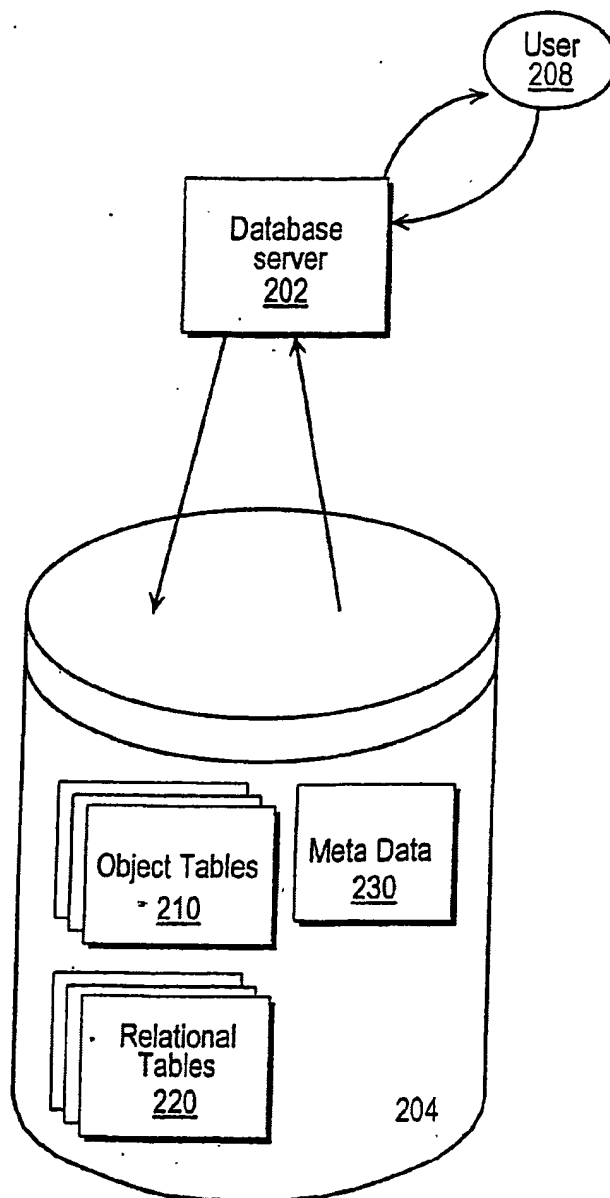 User
208
Database
server
202
Object Tables
210
Meta Data
230
Relational
Tables
220
204